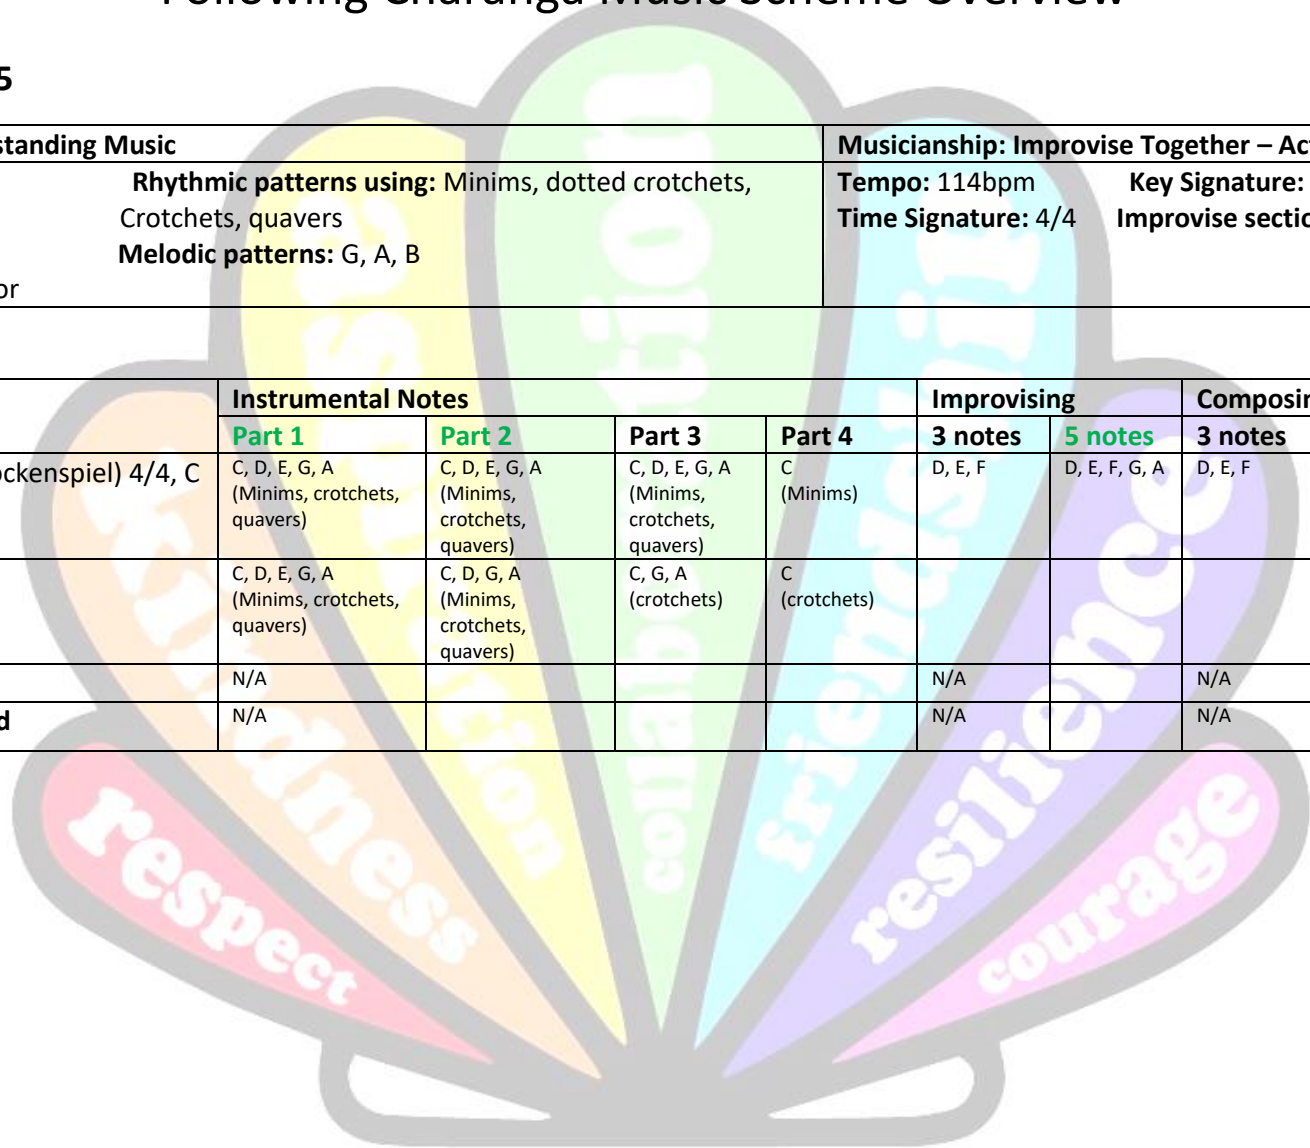 Following Charanga Music Scheme Overview
5
standing Music
Musicianship: Improvise Together – Ac
Rhythmic patterns using: Minims, dotted crotchets,
Crotchets, quavers
Melodic patterns: G, A, B
or
Tempo: 114bpm Key Signature:
Time Signature: 4/4 Improvise sectio
Instrumental Notes
Improvising
Composin
Part 1
Part 2
Part 3
Part 4
3 notes
5 notes
3 notes
ockenspiel) 4/4, C
C, D, E, G, A
(Minims, crotchets,
quavers)
C, D, E, G, A
(Minims,
crotchets,
quavers)
C, D, E, G, A
(Minims,
crotchets,
quavers)
C
(Minims)
D, E, F
D, E, F, G, A
D, E, F
C, D, E, G, A
(Minims, crotchets,
quavers)
C, D, G, A
(Minims,
crotchets,
quavers)
C, G, A
(crotchets)
C
(crotchets)
N/A
N/A
N/A
d
N/A
N/A
N/A
respect
kindness
collaboration
friendship
resilience
courage